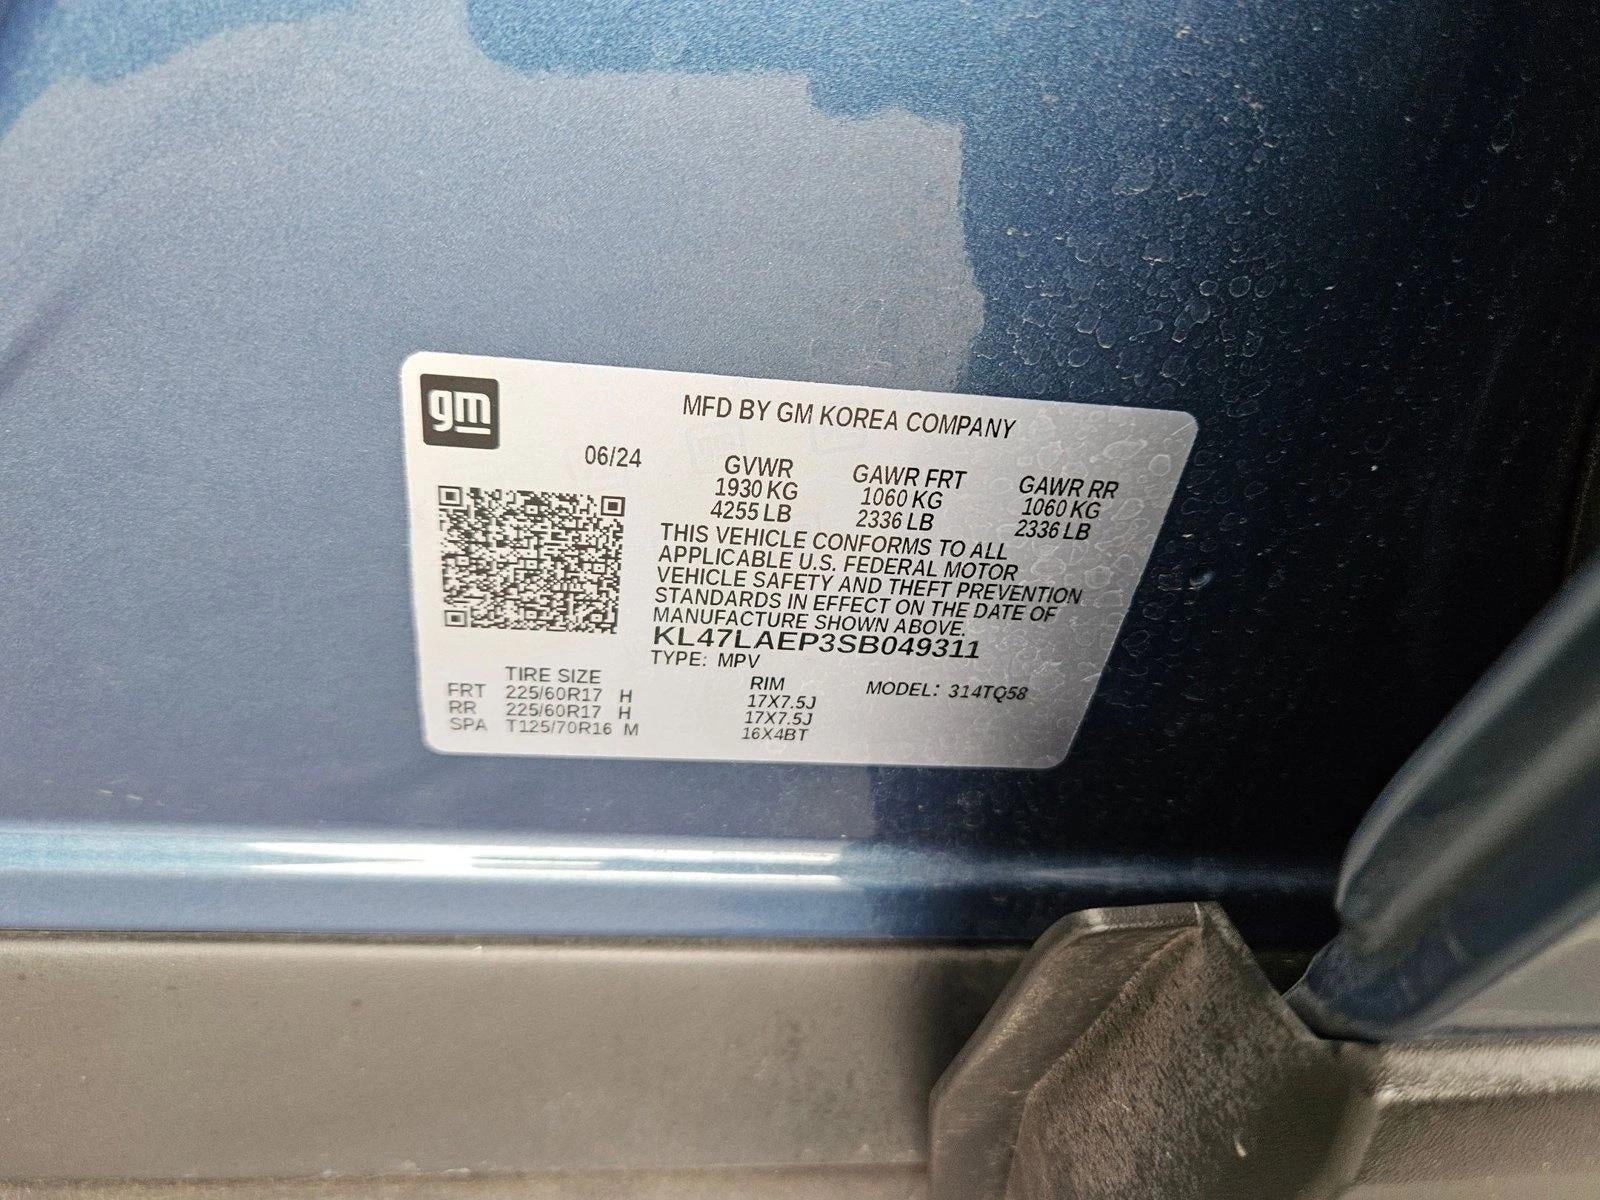 gm
MFD BY GM KOREA COMPANY
06/24
GVWR GAWR FRT GAWR RR
1930 KG 1060 KG 1060 KG
4255 LB 2336 LB 2336 LB
THIS VEHICLE CONFORMS TO ALL
APPLICABLE U.S. FEDERAL MOTOR
VEHICLE SAFETY AND THEFT PREVENTION
STANDARDS IN EFFECT ON THE DATE OF
MANUFACTURE SHOWN ABOVE.
KL47LAEP3SB049311
TYPE: MPV
TIRE SIZE RIM MODEL: 314TQ58
FRT 225/60R17 H 17X7.5J
RR 225/60R17 H 17X7.5J
SPA T125/70R16 M 16X4BT